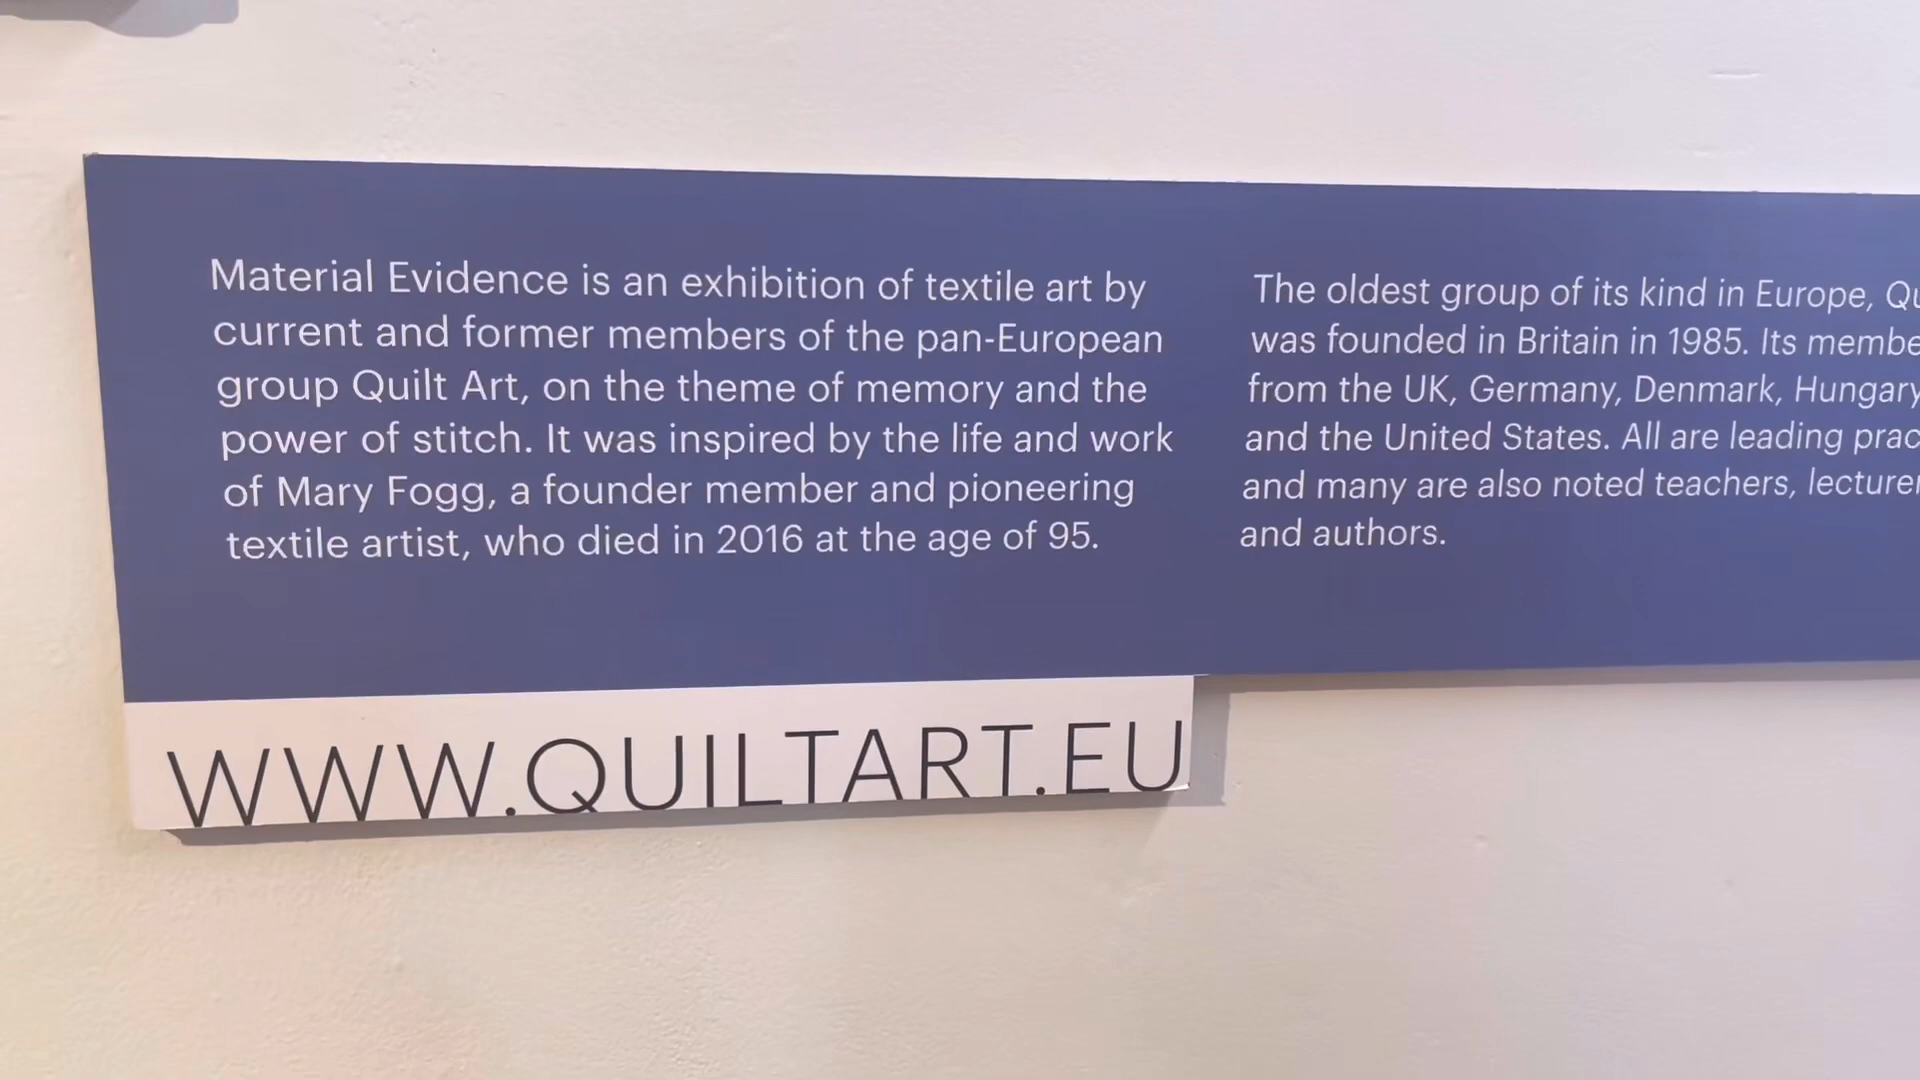 Material Evidence is an exhibition of textile art by
current and former members of the pan-European
group Quilt Art, on the theme of memory and the
power of stitch. It was inspired by the life and work
of Mary Fogg, a founder member and pioneering
textile artist, who died in 2016 at the age of 95.
The oldest group of its kind in Europe,
was founded in Britain in 1985. Its
from the UK, Germany, Denmark, Hungary
and the United States. All are leading
and many are also noted teachers,
and authors.
WWW.QUILTART.EU